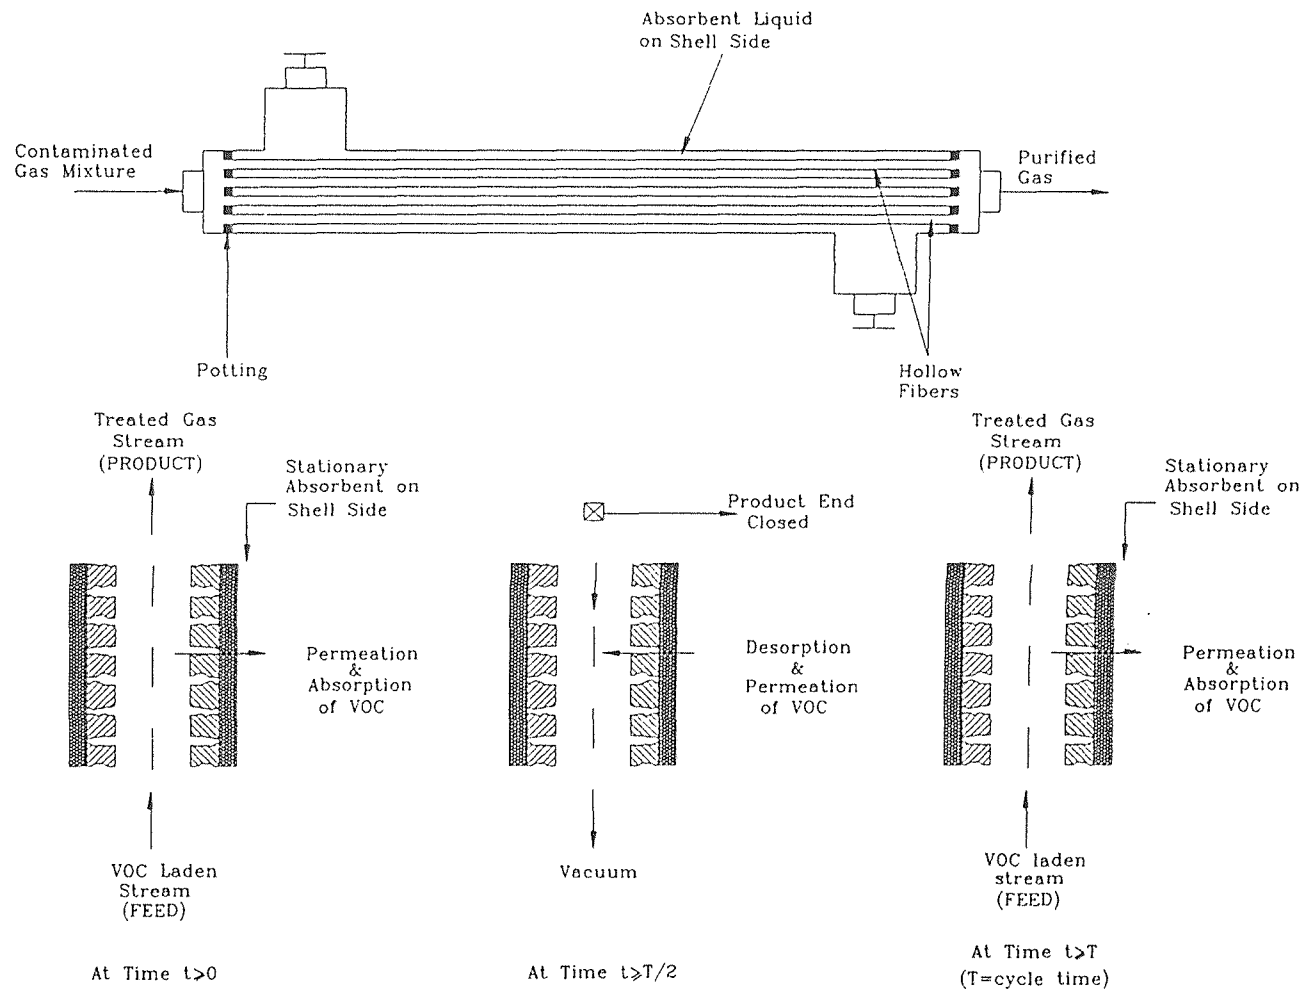 Absorbent Liquid
on Shell Side
Contaminated
Gas Mixture
Purified
Gas
Potting
Hollow
Fibers
Treated Gas
Stream
(PRODUCT)
Stationary
Absorbent on
Shell Side
Product End
Closed
Treated Gas
Stream
(PRODUCT)
Stationary
Absorbent on
Shell Side
Permeation
&
Absorption
of VOC
Desorption
&
Permeation
of VOC
Permeation
&
Absorption
of VOC
VOC Laden
Stream
(FEED)
Vacuum
VOC laden
stream
(FEED)
At Time t⩾0
At Time t⩾T/2
At Time t⩾T
(T=cycle time)